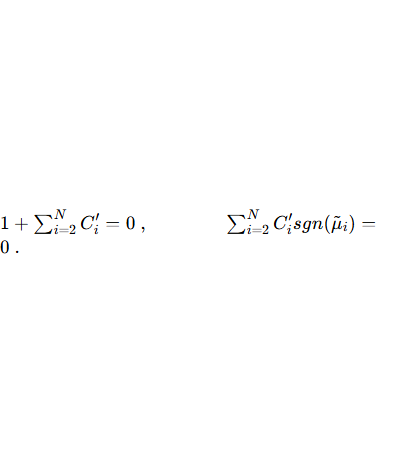 1 + ∑_{i=2}^{N} C′_i = 0 , ∑_{i=2}^{N} C′_i sgn(μ̃_i) =
0 .